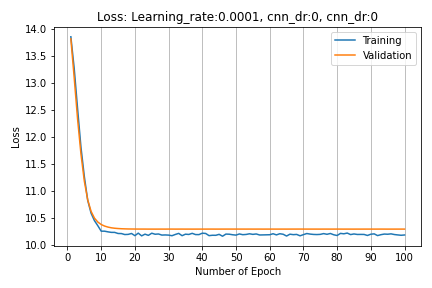 Loss: Learning_rate:0.0001, cnn_dr:0, cnn_dr:0
14.0
13.5
13.0
12.5
12.0
11.5
11.0
10.5
10.0
Loss
Training
Validation
0 10 20 30 40 50 60 70 80 90 100
Number of Epoch